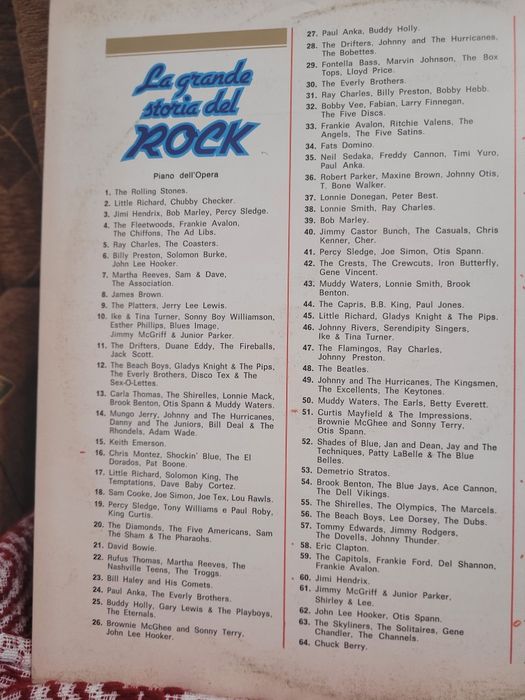 La grande
storia del
ROCK
Piano dell'Opera
1. The Rolling Stones.
2. Little Richard, Chubby Checker.
3. Jimi Hendrix, Bob Marley, Percy Sledge.
4. The Fleetwoods, Frankie Avalon,
The Chiffons, The Ad Libs.
5. Ray Charles, The Coasters.
6. Billy Preston, Solomon Burke,
John Lee Hooker.
7. Martha Reeves, Sam & Dave,
The Association.
8. James Brown.
9. The Platters, Jerry Lee Lewis.
10. Ike & Tina Turner, Sonny Boy Williamson,
Esther Phillips, Blues Image,
Jimmy McGriff & Junior Parker.
11. The Drifters, Duane Eddy, The Fireballs,
Jack Scott.
12. The Beach Boys, Gladys Knight & The Pips,
The Everly Brothers, Disco Tex & The
Sex-O-Lettes.
13. Carla Thomas, The Shirelles, Lonnie Mack,
Brook Benton, Otis Spann & Muddy Waters.
14. Mungo Jerry, Johnny and The Hurricanes,
Danny and The Juniors, Bill Deal & The
Rhondels, Adam Wade.
15. Keith Emerson.
16. Chris Montez, Shockin' Blue, The El
Dorados, Pat Boone.
17. Little Richard, Solomon King, The
Temptations, Dave Baby Cortez.
18. Sam Cooke, Joe Simon, Joe Tex, Lou Rawls.
19. Percy Sledge, Tony Williams e Paul Roby,
King Curtis.
20. The Diamonds, The Five Americans, Sam
The Sham & The Pharaohs.
21. David Bowie.
22. Rufus Thomas, Martha Reeves, The
Nashville Teens, The Troggs.
23. Bill Haley and His Comets.
24. Paul Anka, The Everly Brothers.
25. Buddy Holly, Gary Lewis & The Playboys,
The Eternals.
26. Brownie McGhee and Sonny Terry,
John Lee Hooker.
27. Paul Anka, Buddy Holly.
28. The Drifters, Johnny and The Hurricanes,
The Bobettes.
29. Fontella Bass, Marvin Johnson, The Box
Tops, Lloyd Price.
30. The Everly Brothers.
31. Ray Charles, Billy Preston, Bobby Hebb.
32. Bobby Vee, Fabian, Larry Finnegan,
The Five Discs.
33. Frankie Avalon, Ritchie Valens, The
Angels, The Five Satins.
34. Fats Domino.
35. Neil Sedaka, Freddy Cannon, Timi Yuro,
Paul Anka.
36. Robert Parker, Maxine Brown, Johnny Otis,
T. Bone Walker.
37. Lonnie Donegan, Peter Best.
38. Lonnie Smith, Ray Charles.
39. Bob Marley.
40. Jimmy Castor Bunch, The Casuals, Chris
Kenner, Cher.
41. Percy Sledge, Joe Simon, Otis Spann.
42. The Crests, The Crewcuts, Iron Butterfly,
Gene Vincent.
43. Muddy Waters, Lonnie Smith, Brook
Benton.
44. The Capris, B.B. King, Paul Jones.
45. Little Richard, Gladys Knight & The Pips.
46. Johnny Rivers, Serendipity Singers,
Ike & Tina Turner.
47. The Flamingos, Ray Charles,
Johnny Preston.
48. The Beatles.
49. Johnny and The Hurricanes, The Kingsmen,
The Excellents, The Keytones.
50. Muddy Waters, The Earls, Betty Everett.
51. Curtis Mayfield & The Impressions,
Brownie McGhee and Sonny Terry,
Otis Spann.
52. Shades of Blue, Jan and Dean, Jay and The
Techniques, Patty LaBelle & The Blue
Belles.
53. Demetrio Stratos.
54. Brook Benton, The Blue Jays, Ace Cannon,
The Dell Vikings.
55. The Shirelles, The Olympics, The Marcels.
56. The Beach Boys, Lee Dorsey, The Dubs.
57. Tommy Edwards, Jimmy Rodgers,
The Dovells, Johnny Thunder.
58. Eric Clapton.
59. The Capitols, Frankie Ford, Del Shannon,
Frankie Avalon.
60. Jimi Hendrix.
61. Jimmy McGriff & Junior Parker,
Shirley & Lee.
62. John Lee Hooker, Otis Spann.
63. The Skyliners, The Solitaires, Gene
Chandler, The Channels.
64. Chuck Berry.